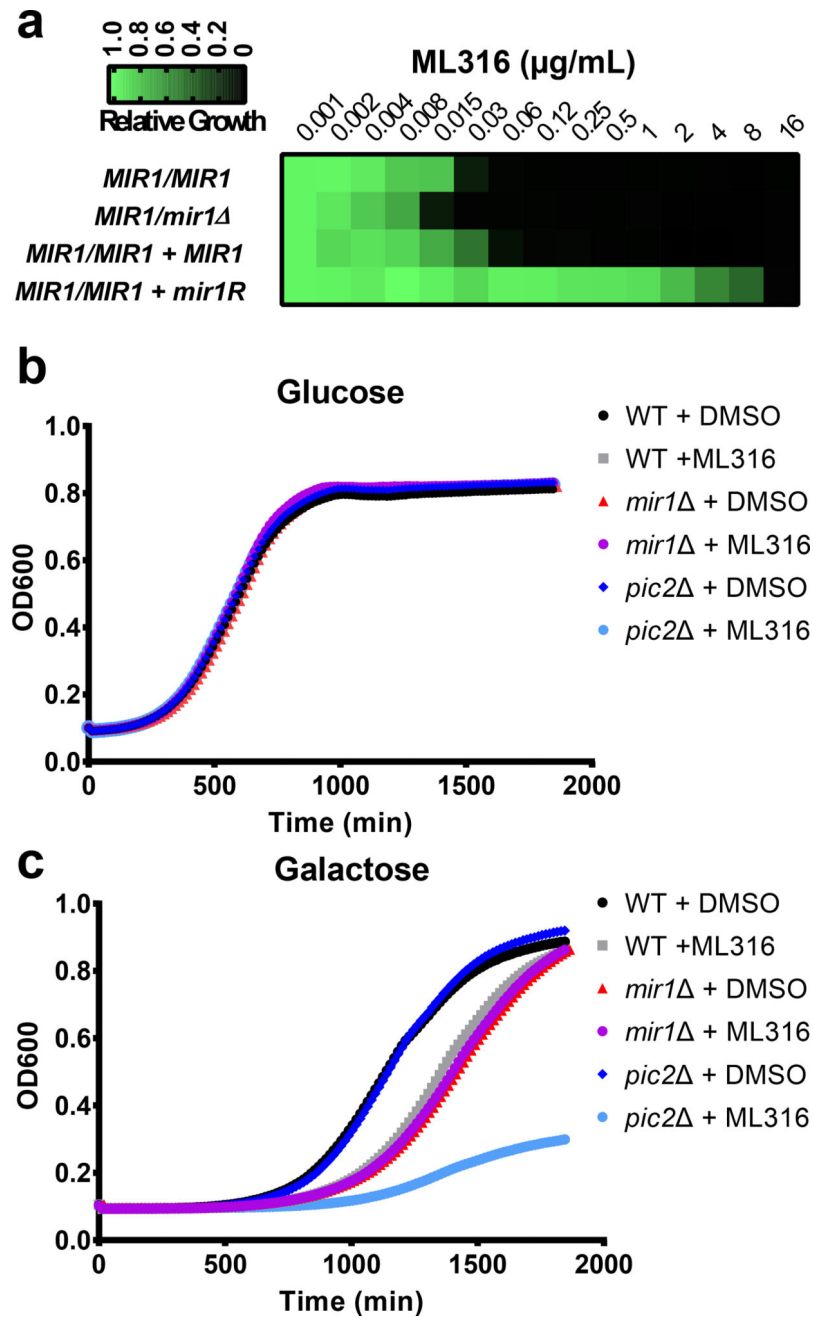 a
1.0 0.8 0.6 0.4 0.2 0
Relative Growth
ML316 (µg/mL)
0.001 0.002 0.004 0.008 0.015 0.03 0.06 0.12 0.25 0.5 1 2 4 8 16
MIR1/MIR1
MIR1/mir1Δ
MIR1/MIR1 + MIR1
MIR1/MIR1 + mir1R
b
Glucose
1.0
0.8
0.6
0.4
0.2
0.0
OD600
0 500 1000 1500 2000
Time (min)
WT + DMSO
WT +ML316
mir1Δ + DMSO
mir1Δ + ML316
pic2Δ + DMSO
pic2Δ + ML316
c
Galactose
1.0
0.8
0.6
0.4
0.2
0.0
OD600
0 500 1000 1500 2000
Time (min)
WT + DMSO
WT +ML316
mir1Δ + DMSO
mir1Δ + ML316
pic2Δ + DMSO
pic2Δ + ML316